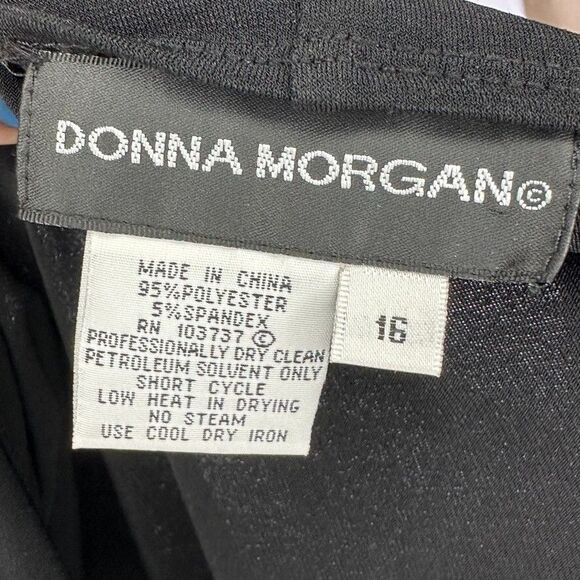 DONNA MORGAN©
MADE IN CHINA
95%POLYESTER
5%SPANDEX
RN 103737 ©
PROFESSIONALLY DRY CLEAN
PETROLEUM SOLVENT ONLY
SHORT CYCLE
LOW HEAT IN DRYING
NO STEAM
USE COOL DRY IRON
16